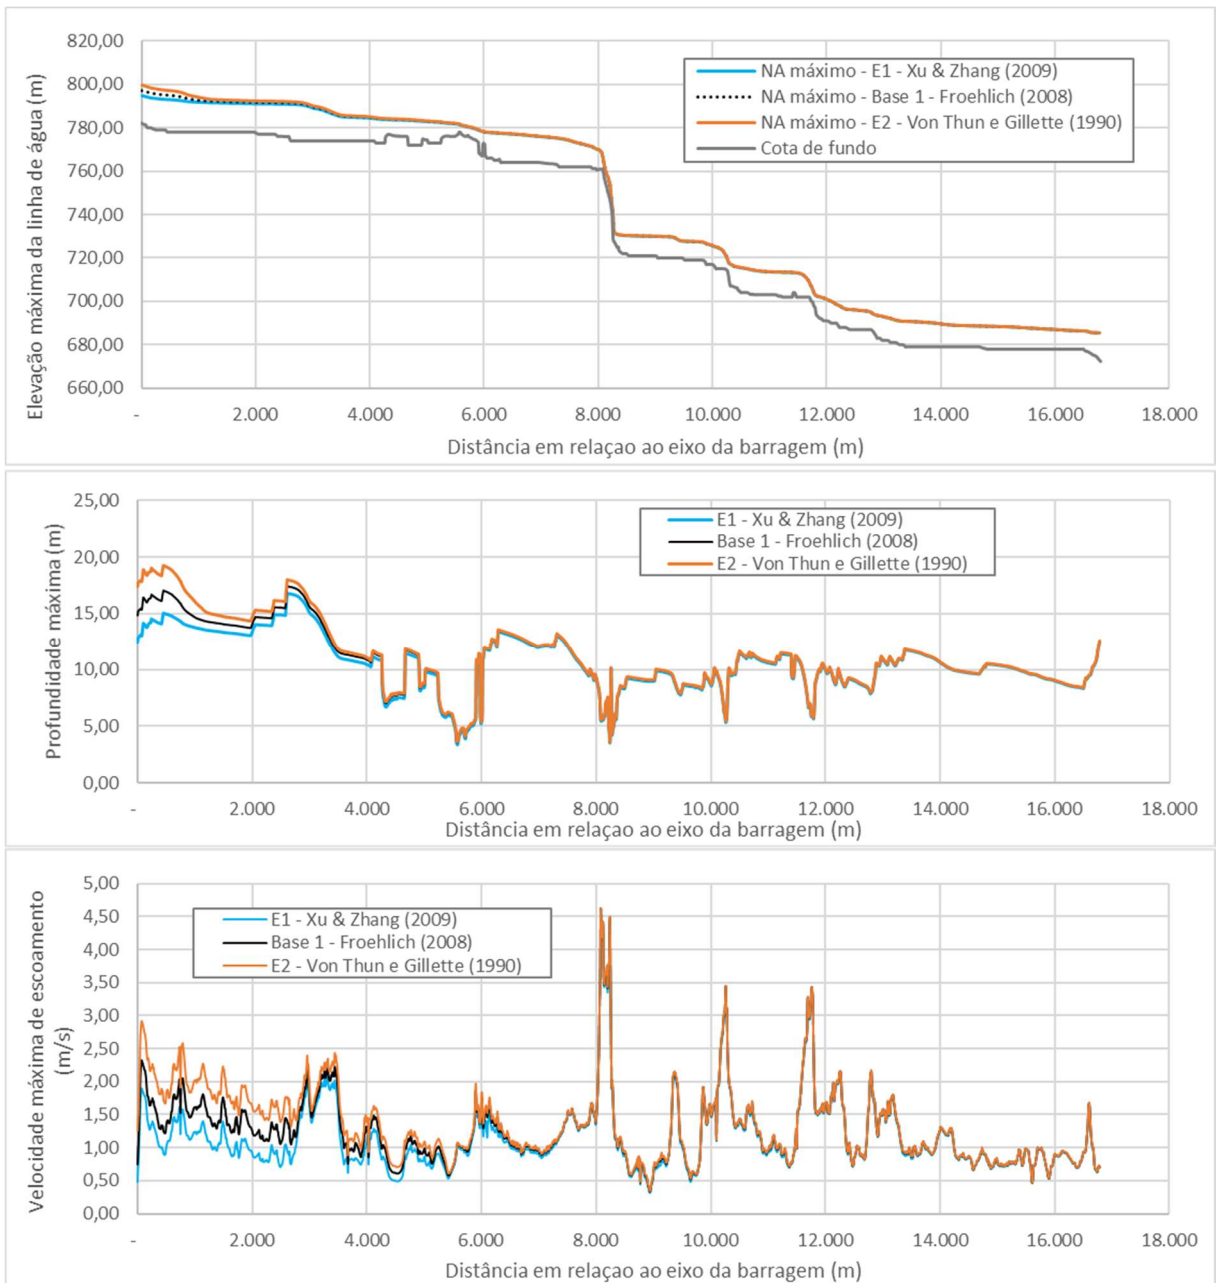 Elevação máxima da linha de água (m)
820,00
800,00
780,00
760,00
740,00
720,00
700,00
680,00
660,00
NA máximo - E1 - Xu & Zhang (2009)
NA máximo - Base 1 - Froehlich (2008)
NA máximo - E2 - Von Thun e Gillette (1990)
Cota de fundo
- 2.000 4.000 6.000 8.000 10.000 12.000 14.000 16.000 18.000
Distância em relaçao ao eixo da barragem (m)
Profundidade máxima (m)
25,00
20,00
15,00
10,00
5,00
0,00
E1 - Xu & Zhang (2009)
Base 1 - Froehlich (2008)
E2 - Von Thun e Gillette (1990)
- 2.000 4.000 6.000 8.000 10.000 12.000 14.000 16.000 18.000
Distância em relaçao ao eixo da barragem (m)
Velocidade máxima de escoamento
(m/s)
5,00
4,50
4,00
3,50
3,00
2,50
2,00
1,50
1,00
0,50
0,00
E1 - Xu & Zhang (2009)
Base 1 - Froehlich (2008)
E2 - Von Thun e Gillette (1990)
- 2.000 4.000 6.000 8.000 10.000 12.000 14.000 16.000 18.000
Distância em relaçao ao eixo da barragem (m)